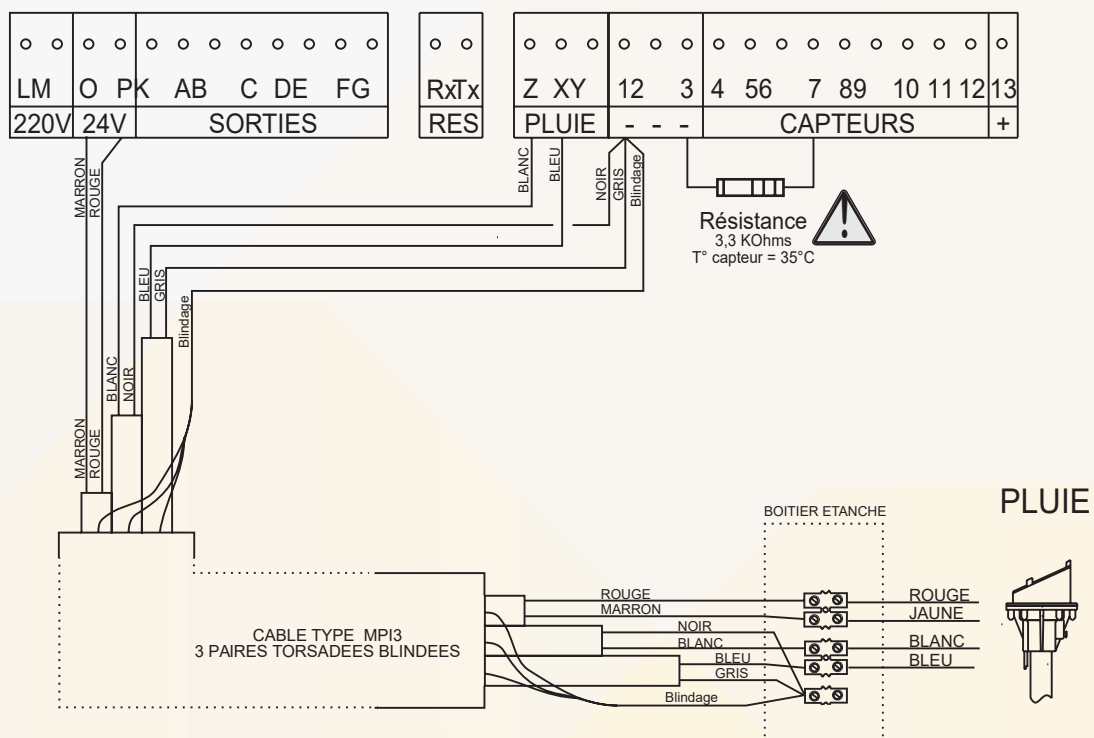 LM O PK AB C DE FG RxTx Z XY 12 3 4 56 7 89 10 11 12 13
220V 24V SORTIES RES PLUIE - - - CAPTEURS +
MARRON
ROUGE
BLANC
BLEU
NOIR
GRIS
Blindage
Résistance
3,3 KOhms
T° capteur = 35°C
BLEU
GRIS
Blindage
BLANC
NOIR
MARRON
ROUGE
PLUIE
BOITIER ETANCHE
ROUGE
MARRON
NOIR
BLANC
BLEU
GRIS
Blindage
ROUGE
JAUNE
BLANC
BLEU
CABLE TYPE MPI3
3 PAIRES TORSADEES BLINDEES